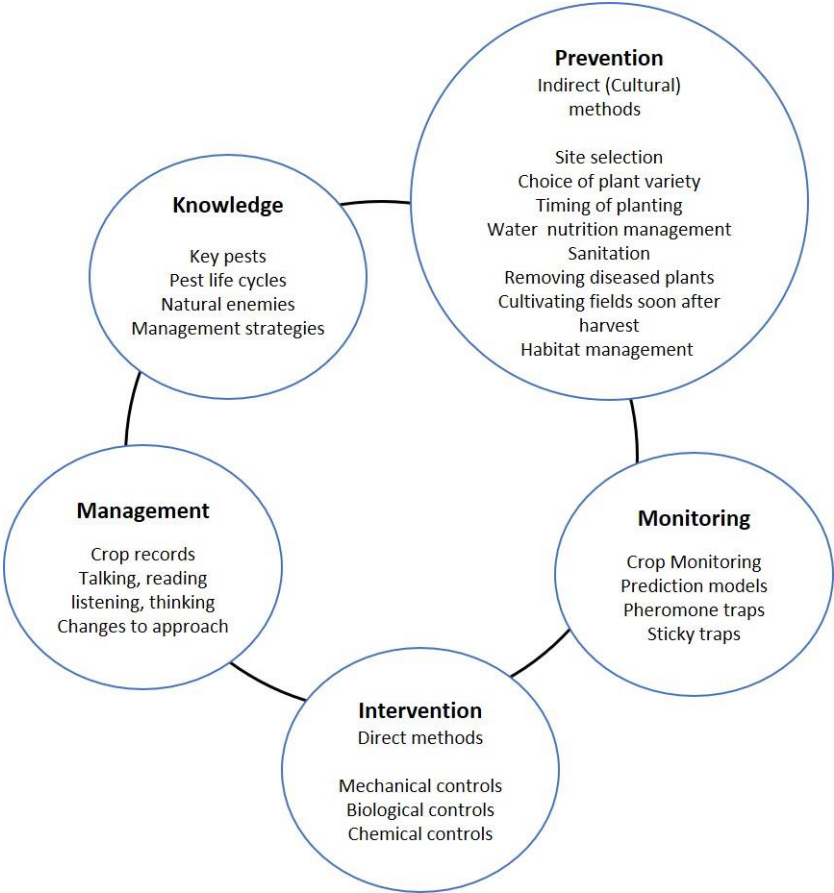 Prevention
Indirect (Cultural)
methods
Site selection
Choice of plant variety
Timing of planting
Water  nutrition management
Sanitation
Removing diseased plants
Cultivating fields soon after
harvest
Habitat management
Knowledge
Key pests
Pest life cycles
Natural enemies
Management strategies
Management
Crop records
Talking, reading
listening, thinking
Changes to approach
Monitoring
Crop Monitoring
Prediction models
Pheromone traps
Sticky traps
Intervention
Direct methods
Mechanical controls
Biological controls
Chemical controls